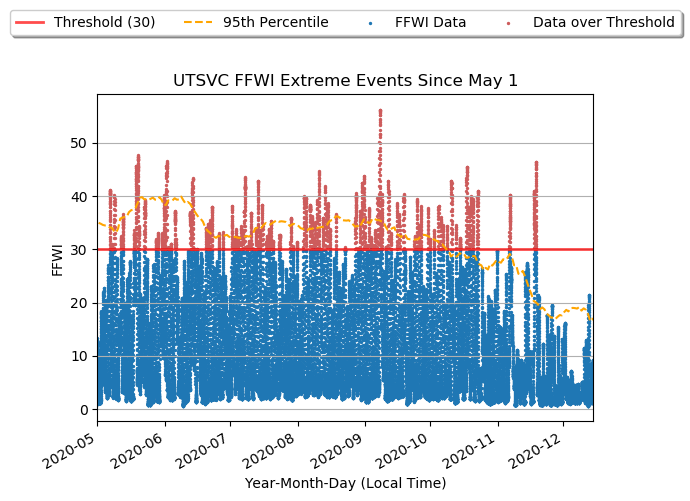 Threshold (30) 95th Percentile FFWI Data Data over Threshold
UTSVC FFWI Extreme Events Since May 1
50
40
30
20
10
0
FFWI
2020-05 2020-06 2020-07 2020-08 2020-09 2020-10 2020-11 2020-12
Year-Month-Day (Local Time)